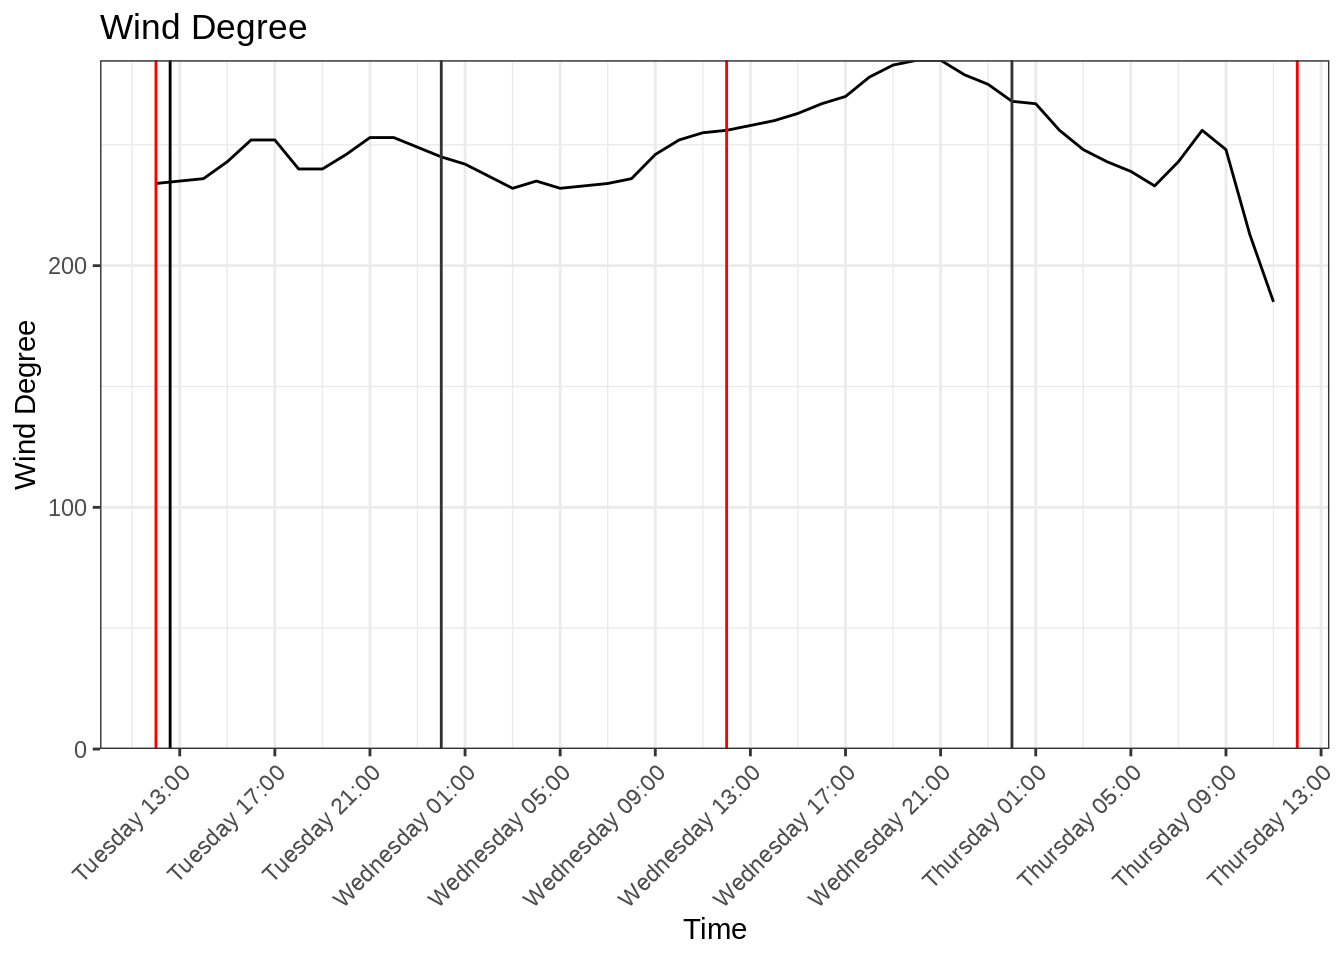 Wind Degree
Wind Degree
200
100
0
Tuesday 13:00
Tuesday 17:00
Tuesday 21:00
Wednesday 01:00
Wednesday 05:00
Wednesday 09:00
Wednesday 13:00
Wednesday 17:00
Wednesday 21:00
Thursday 01:00
Thursday 05:00
Thursday 09:00
Thursday 13:00
Time